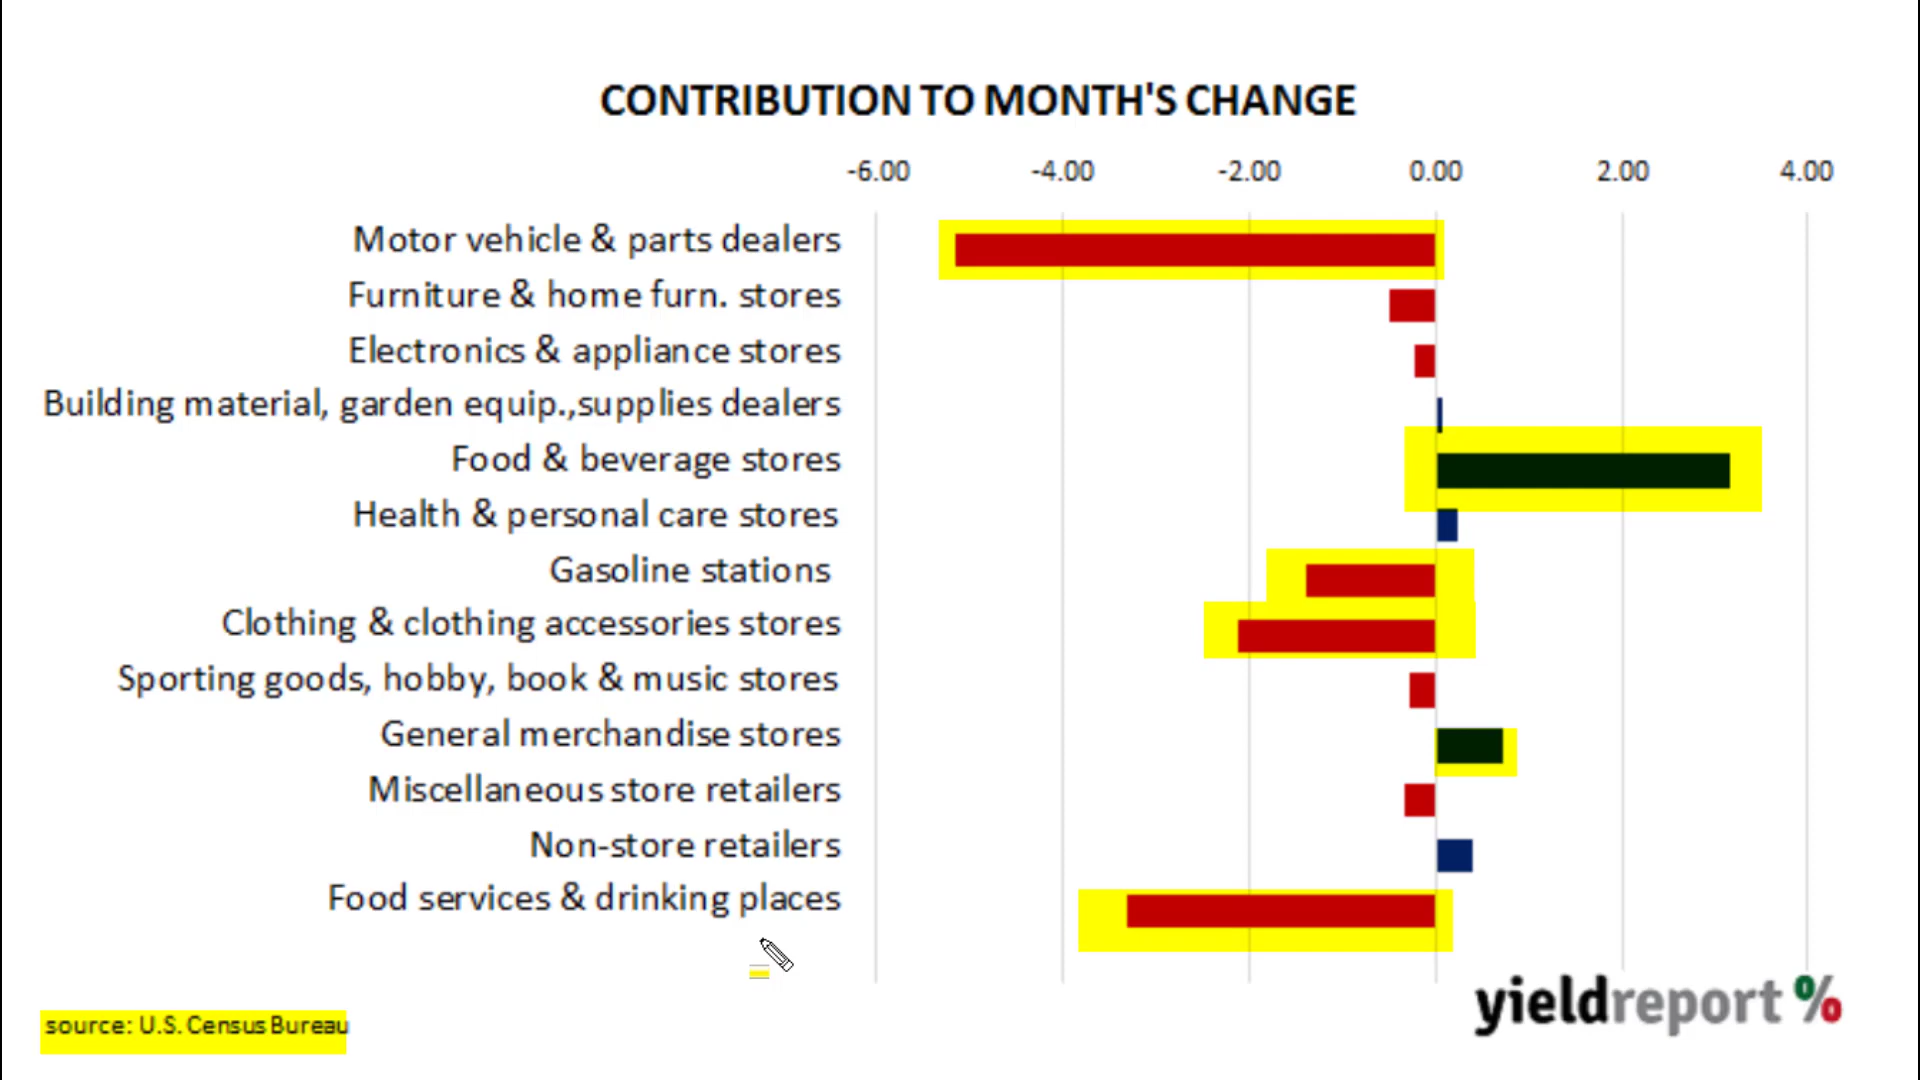 CONTRIBUTION TO MONTH'S CHANGE
-6.00 -4.00 -2.00 0.00 2.00 4.00
Motor vehicle & parts dealers
Furniture & home furn. stores
Electronics & appliance stores
Building material, garden equip.,supplies dealers
Food & beverage stores
Health & personal care stores
Gasoline stations
Clothing & clothing accessories stores
Sporting goods, hobby, book & music stores
General merchandise stores
Miscellaneous store retailers
Non-store retailers
Food services & drinking places
yieldreport %
source: U.S. Census Bureau